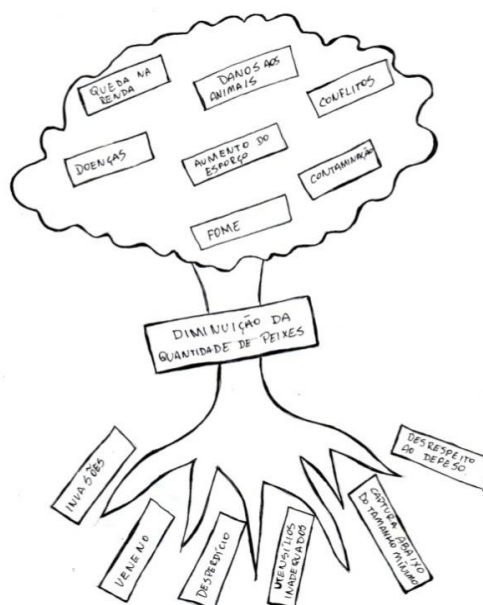 QUEDA NA
RENDA
DANOS AOS
ANIMAIS
CONFLITOS
DOENÇAS
AUMENTO DO
ESFORÇO
CONTAMINAÇÃO
FOME
DIMINUIÇÃO DA
QUANTIDADE DE PEIXES
INVASÕES
VENENO
DESPERDÍCIO
UTENSÍLIOS
INADEQUADOS
CAPTURA ABAIXO
DO TAMANHO MÍNIMO
DESRESPEITO
AO DEFESO